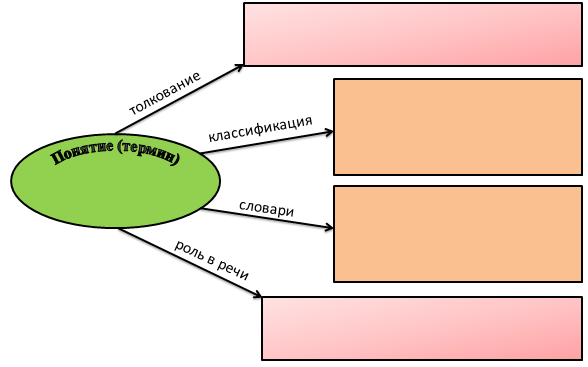 толкование
классификация
Понятие (термин)
словари
роль в речи